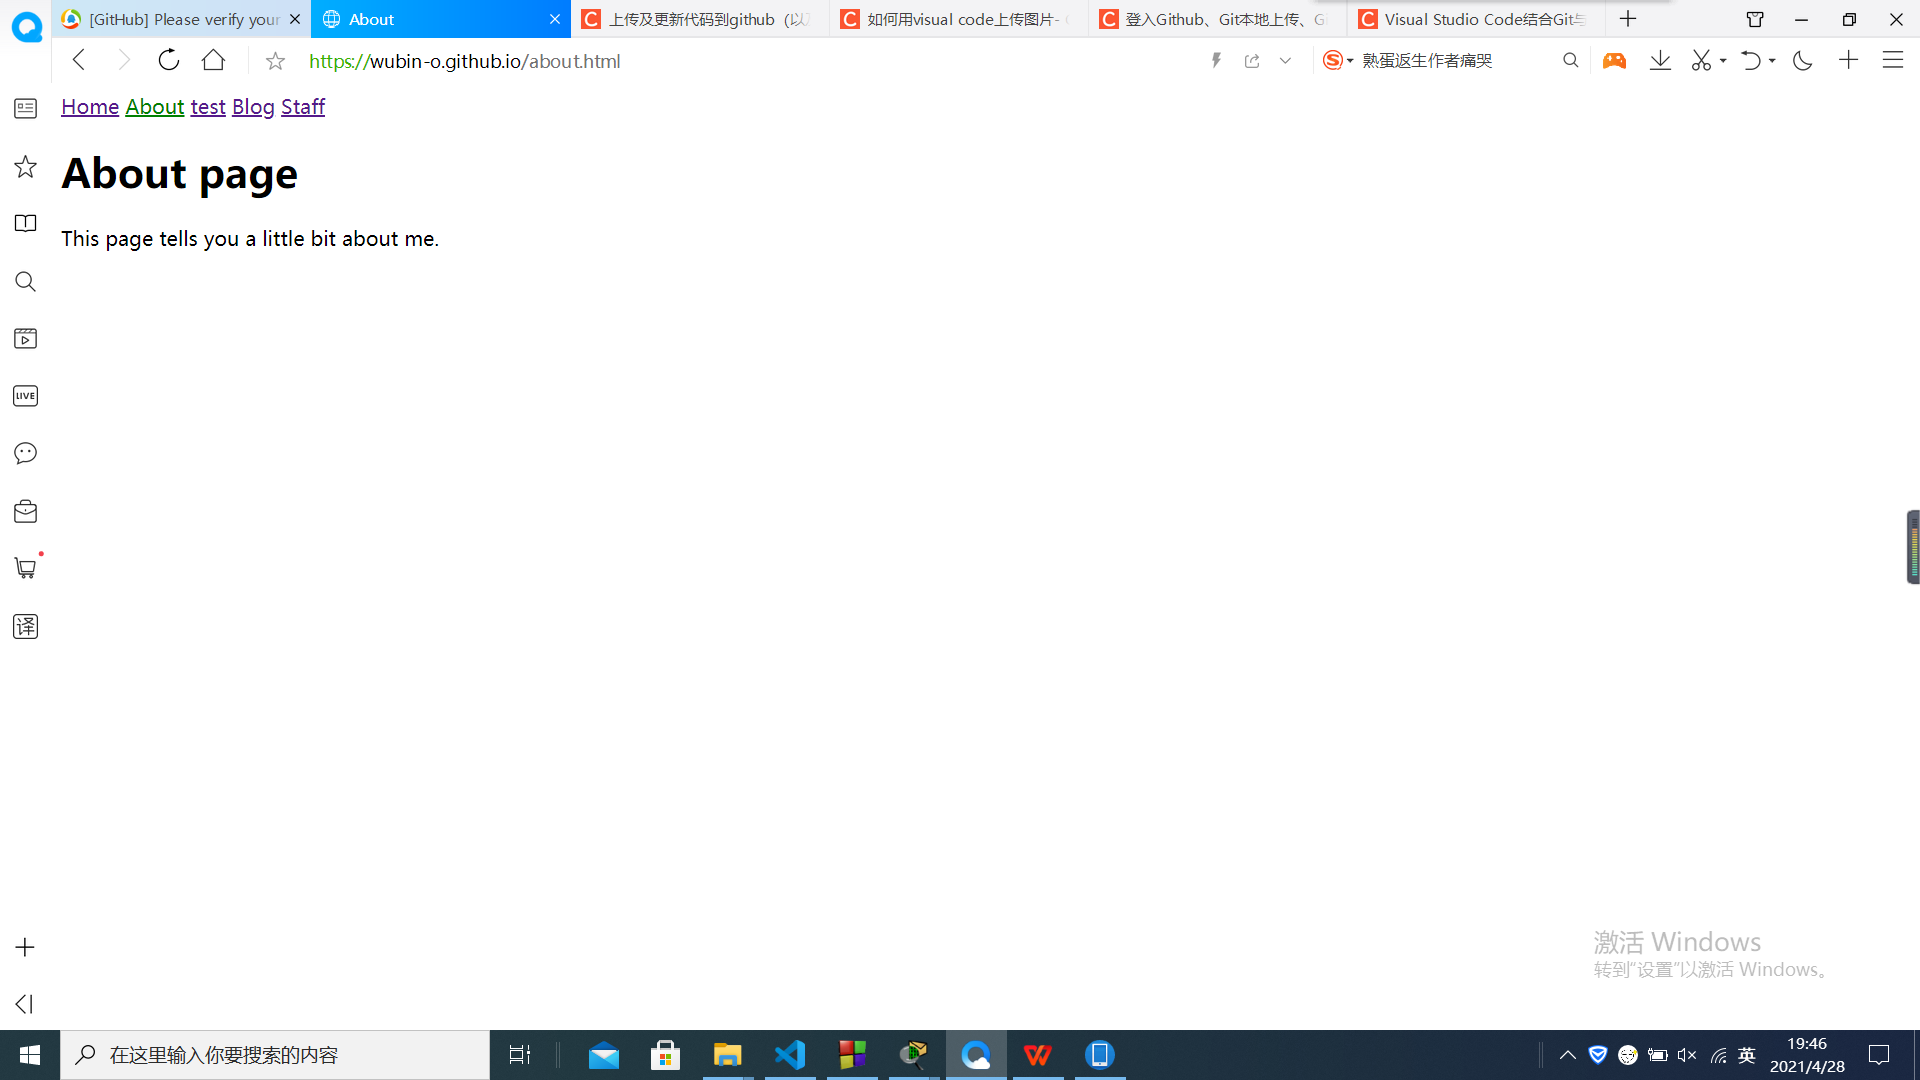 [GitHub] Please verify your
About
上传及更新代码到github（以
如何用visual code上传图片-
登入Github、Git本地上传、Gi
Visual Studio Code结合Git与
https://wubin-o.github.io/about.html
熟蛋返生作者痛哭
Home About test Blog Staff
About page
This page tells you a little bit about me.
LIVE
译
激活 Windows
转到“设置”以激活 Windows。
在这里输入你要搜索的内容
英
19:46
2021/4/28